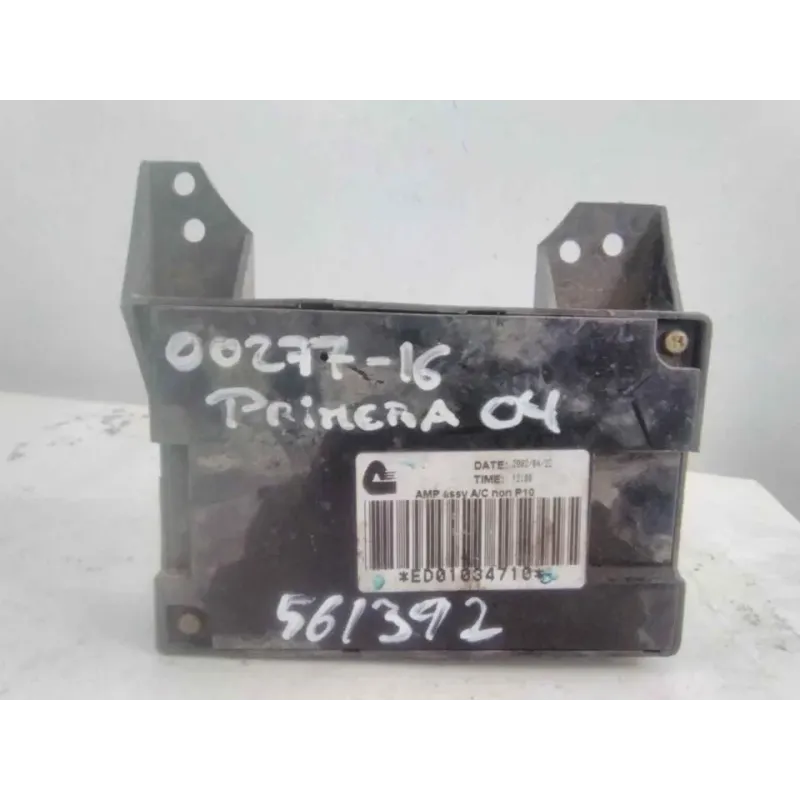 00277-16
PRIMERA 04
DATE:
TIME:
AMP assy A/C non P10
*ED01034710*
561392